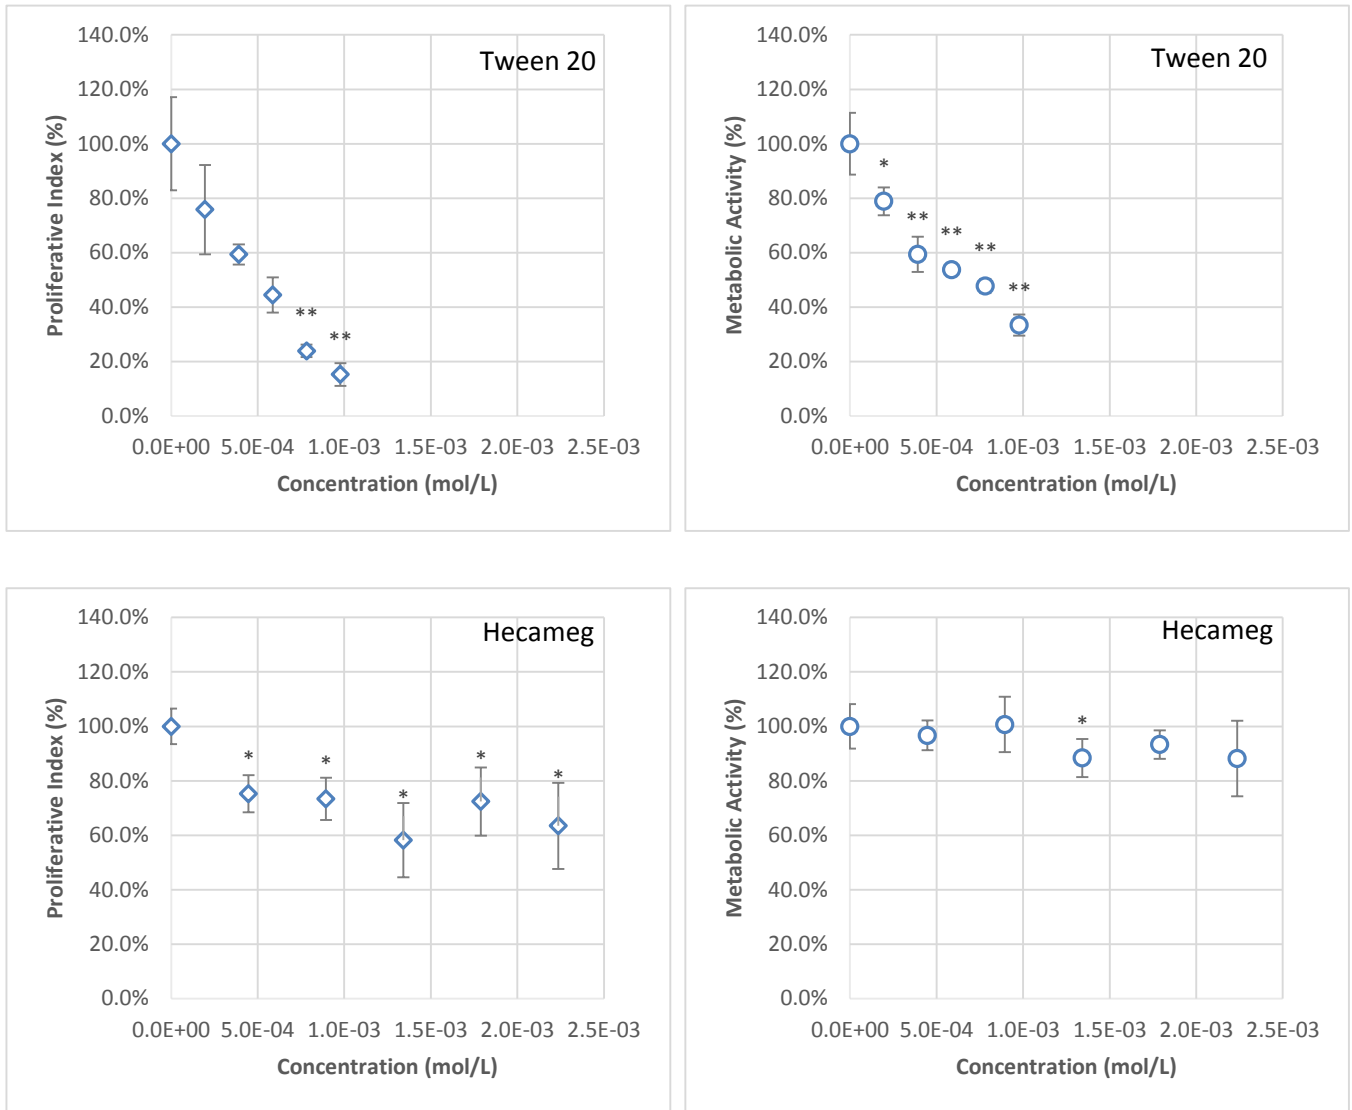 Tween 20
Proliferative Index (%)
140.0%
120.0%
100.0%
80.0%
60.0%
40.0%
20.0%
0.0%
** **
0.0E+00 5.0E-04 1.0E-03 1.5E-03 2.0E-03 2.5E-03
Concentration (mol/L)
Tween 20
Metabolic Activity (%)
140.0%
120.0%
100.0%
80.0%
60.0%
40.0%
20.0%
0.0%
* ** ** ** **
0.0E+00 5.0E-04 1.0E-03 1.5E-03 2.0E-03 2.5E-03
Concentration (mol/L)
Hecameg
Proliferative Index (%)
140.0%
120.0%
100.0%
80.0%
60.0%
40.0%
20.0%
0.0%
* * * * *
0.0E+00 5.0E-04 1.0E-03 1.5E-03 2.0E-03 2.5E-03
Concentration (mol/L)
Hecameg
Metabolic Activity (%)
140.0%
120.0%
100.0%
80.0%
60.0%
40.0%
20.0%
0.0%
*
0.0E+00 5.0E-04 1.0E-03 1.5E-03 2.0E-03 2.5E-03
Concentration (mol/L)